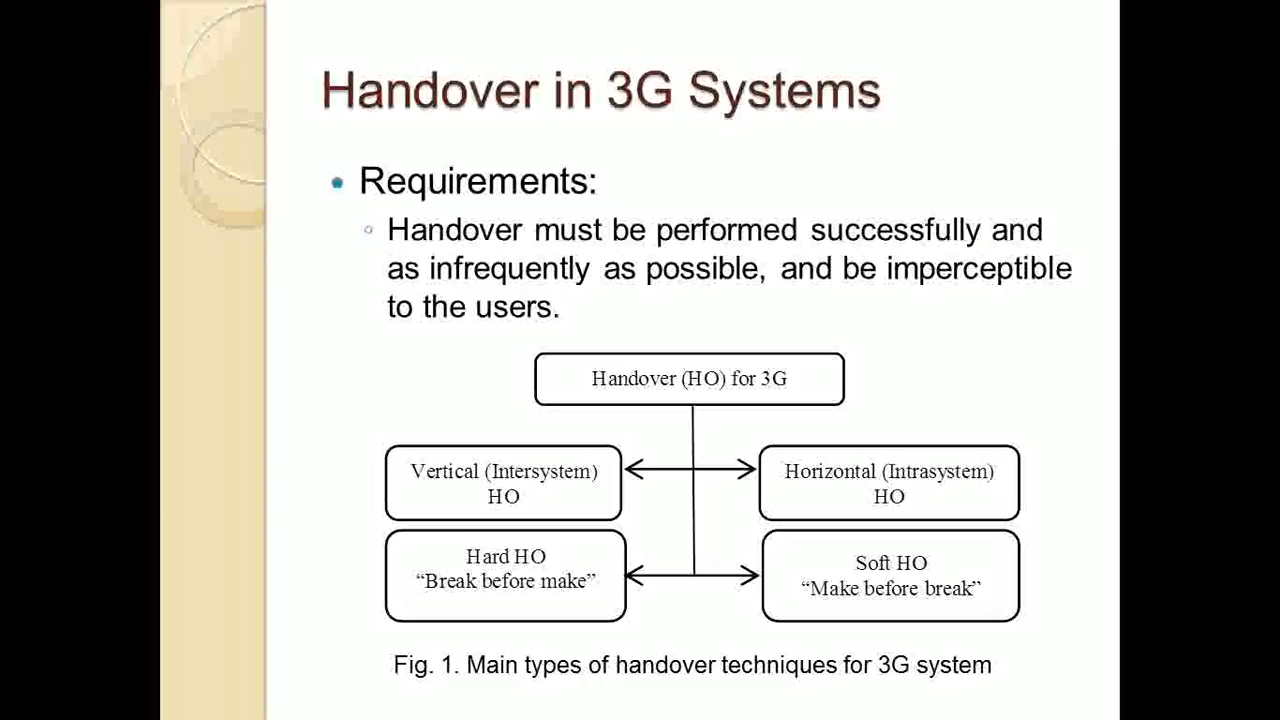 Handover in 3G Systems
Requirements:
Handover must be performed successfully and
as infrequently as possible, and be imperceptible
to the users.
Handover (HO) for 3G
Vertical (Intersystem)
HO
Horizontal (Intrasystem)
HO
Hard HO
“Break before make”
Soft HO
“Make before break”
Fig. 1. Main types of handover techniques for 3G system